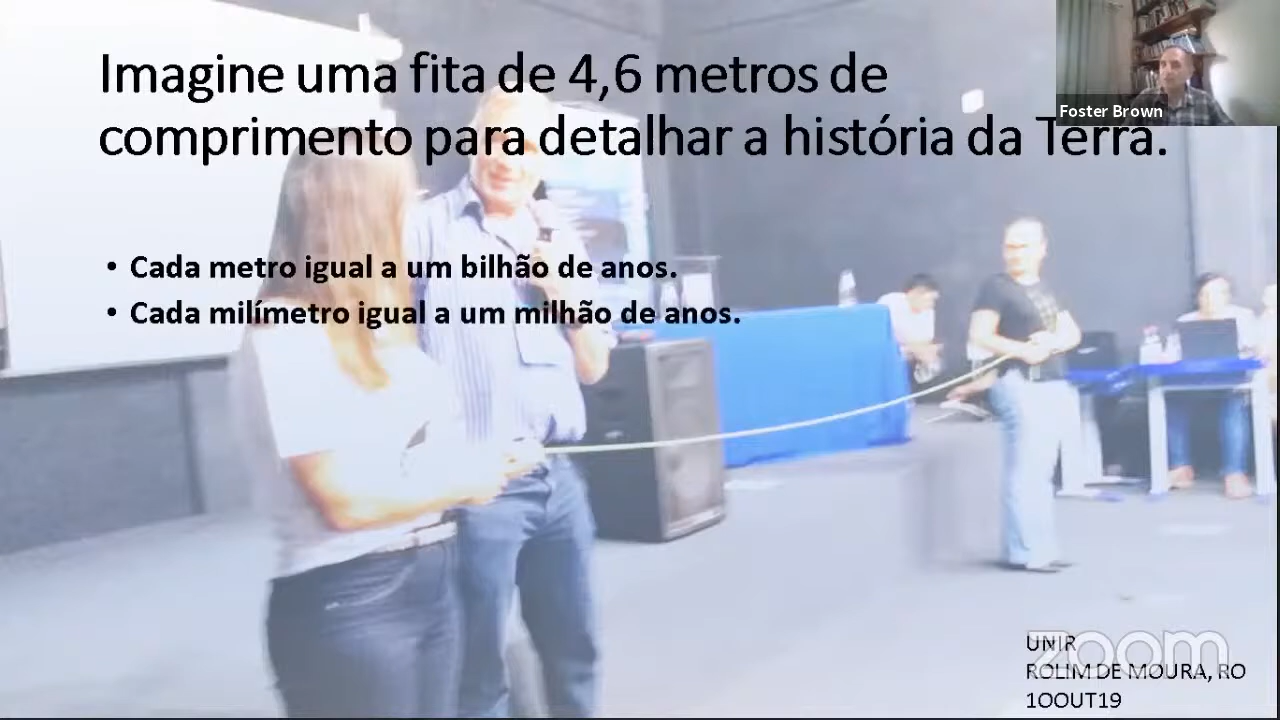 Imagine uma fita de 4,6 metros de
comprimento para detalhar a história da Terra.
Foster Brown
• Cada metro igual a um bilhão de anos.
• Cada milímetro igual a um milhão de anos.
UNIR
zoom
ROLIM DE MOURA, RO
10OUT19